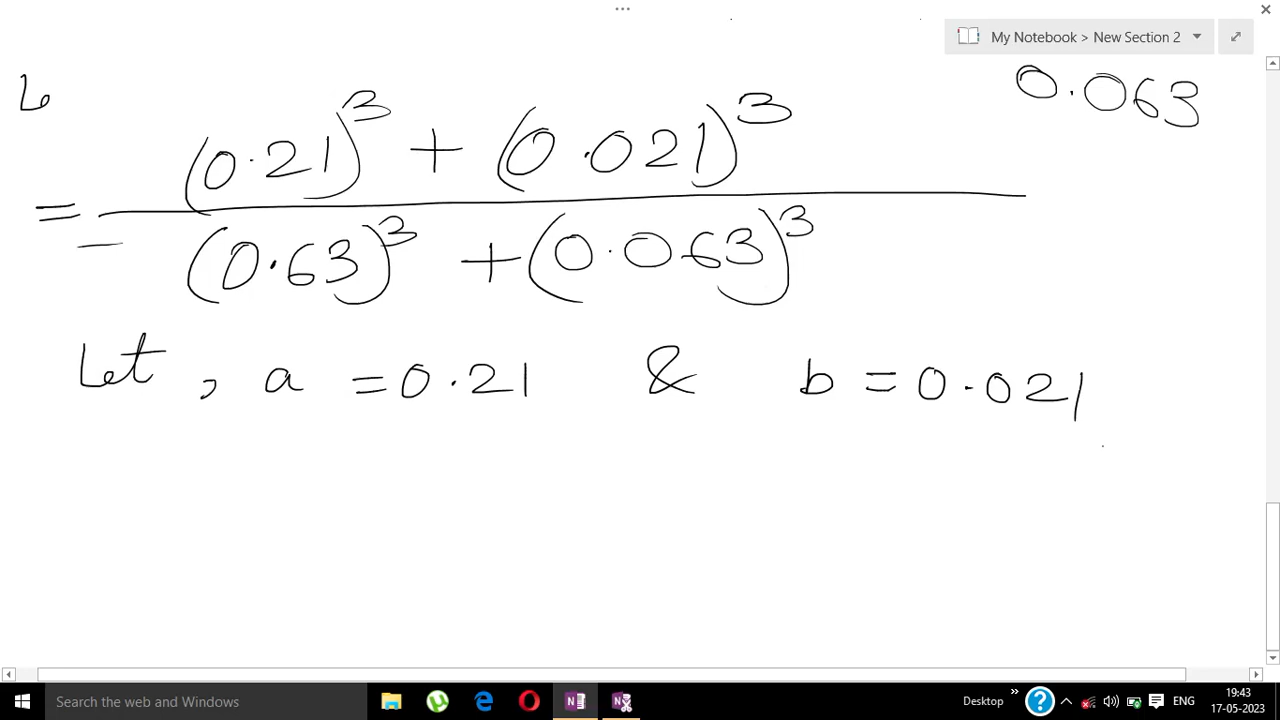 ...
My Notebook > New Section 2
0.063
(0.21)³ + (0.021)³
=
(0.63)³ + (0.063)³
Let , a = 0.21 & b = 0.021
Search the web and Windows
Desktop
ENG
19:43
17-05-2023